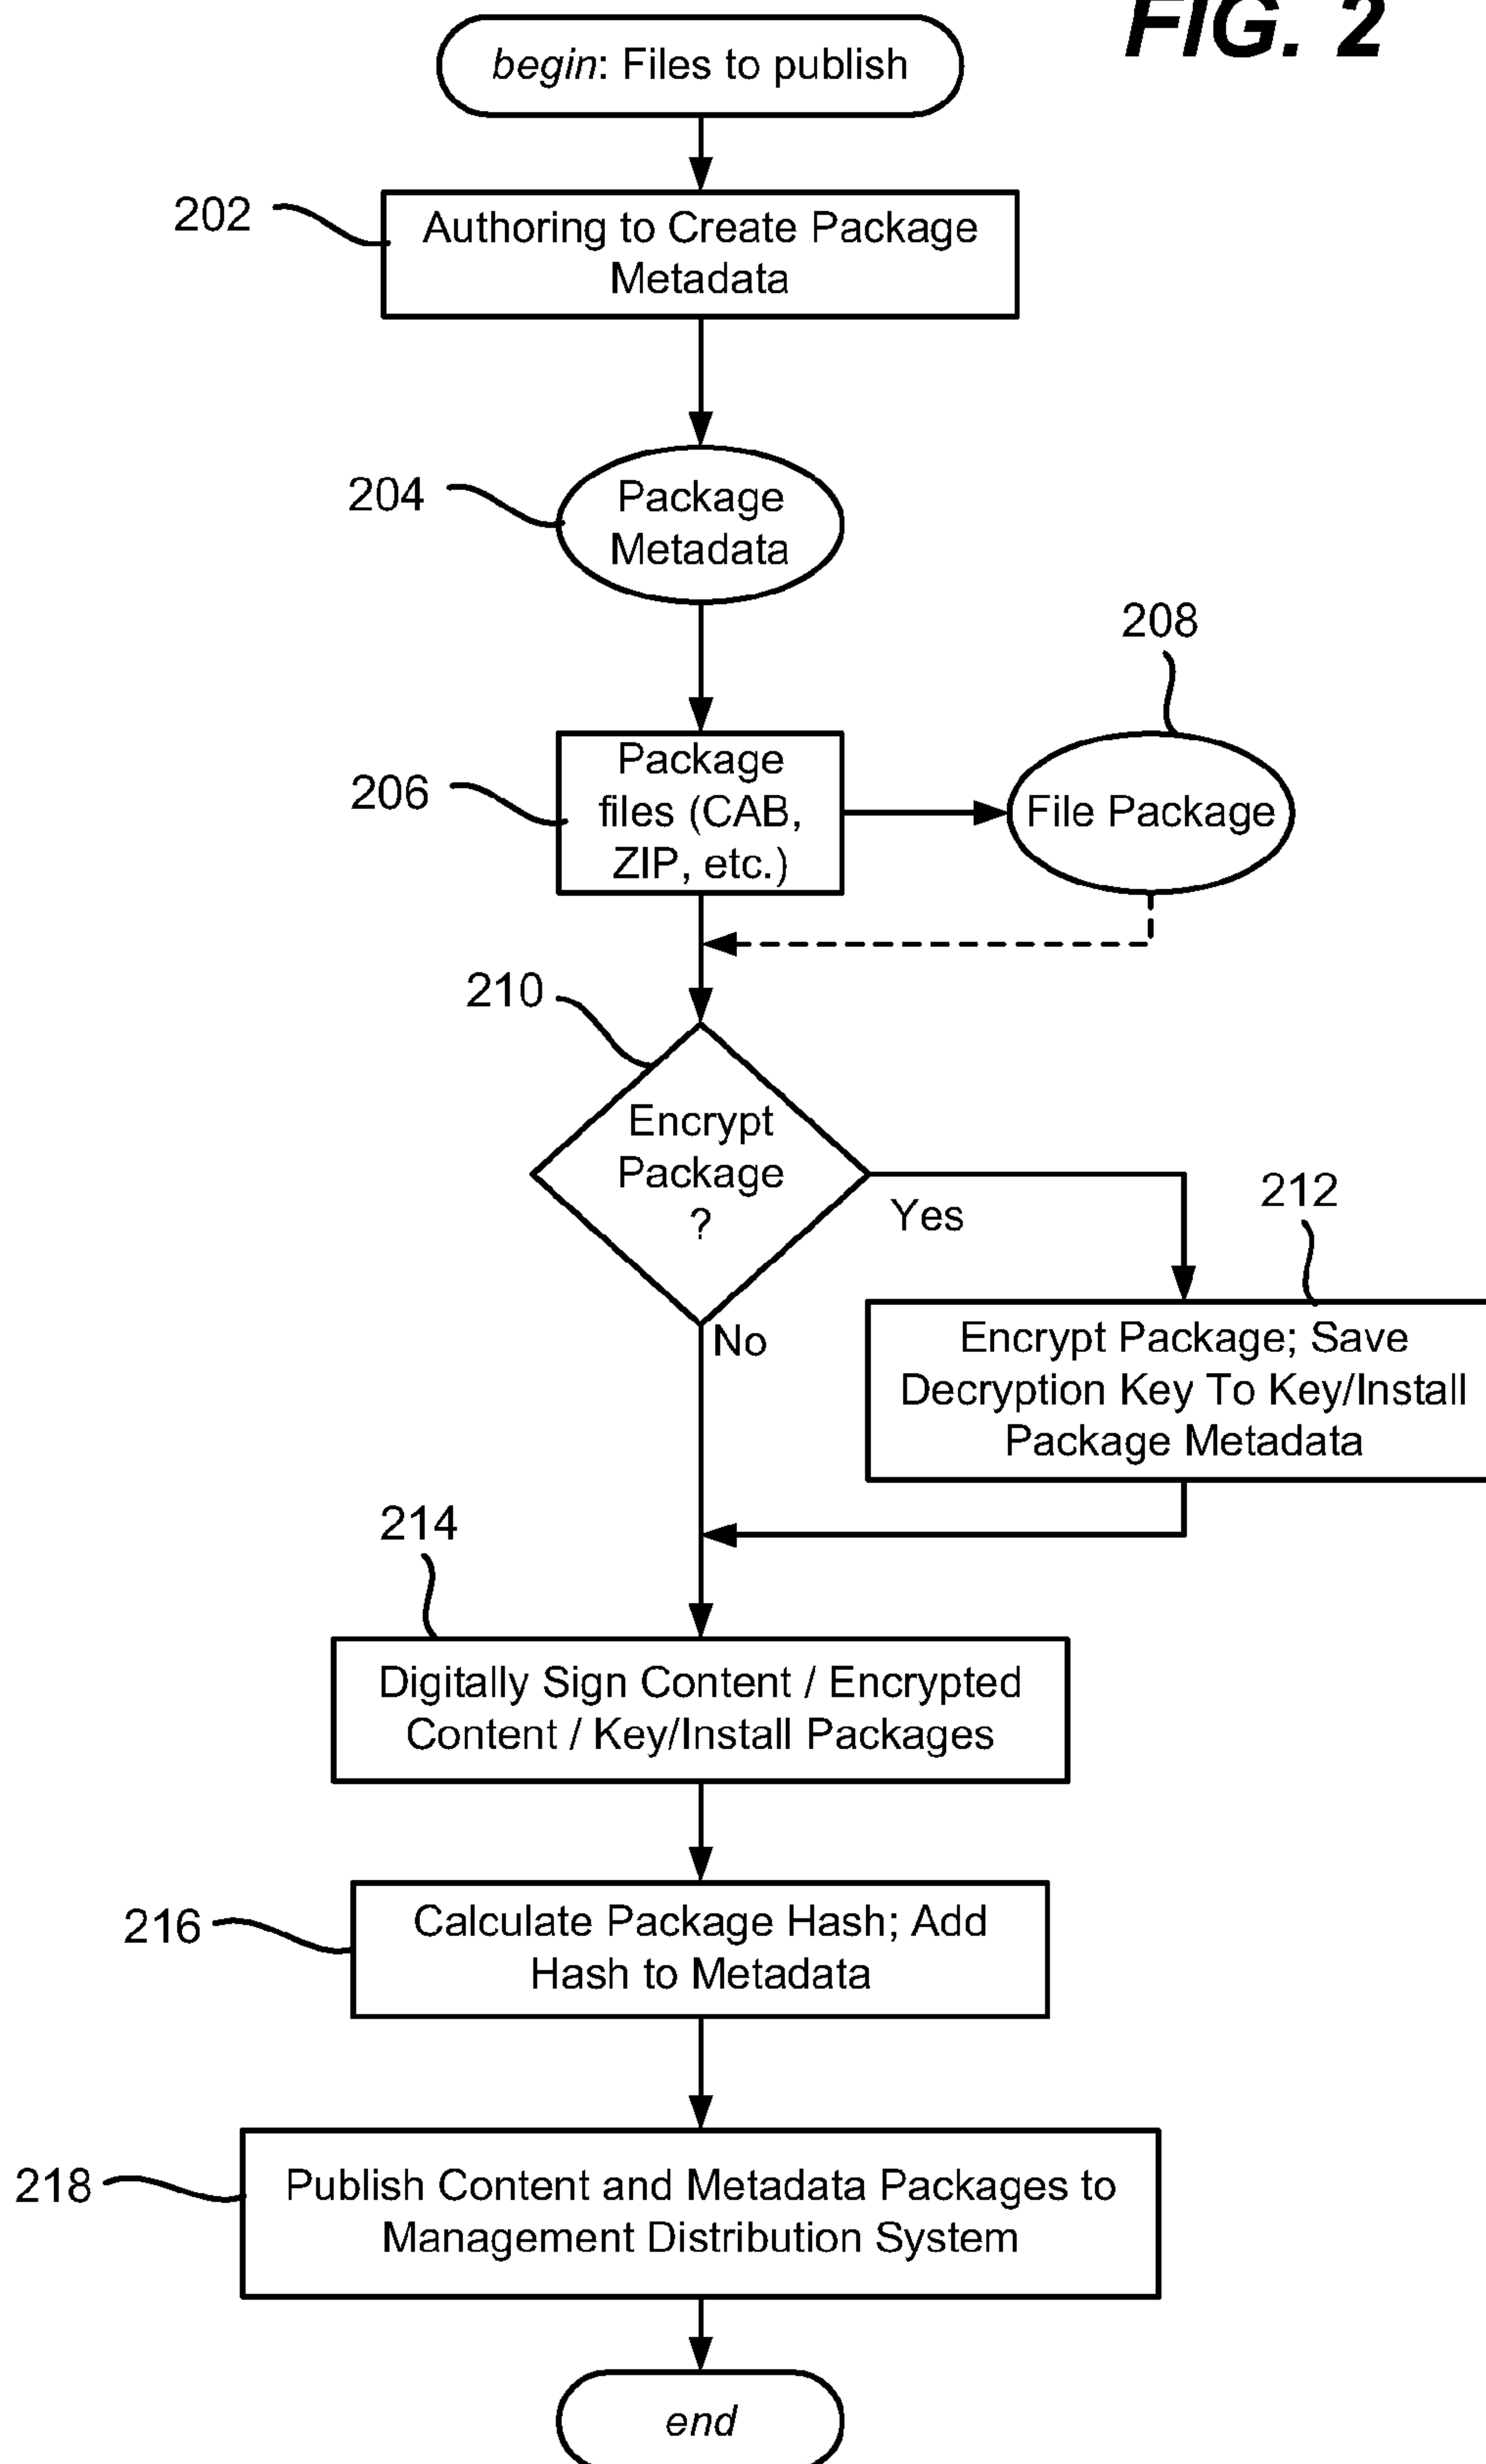 FIG. 2
begin: Files to publish
202
Authoring to Create Package
Metadata
204
Package
Metadata
208
206
Package
files (CAB,
ZIP, etc.)
File Package
210
Encrypt
Package
?
Yes
212
No
Encrypt Package; Save
Decryption Key To Key/Install
Package Metadata
214
Digitally Sign Content / Encrypted
Content / Key/Install Packages
216
Calculate Package Hash; Add
Hash to Metadata
218
Publish Content and Metadata Packages to
Management Distribution System
end